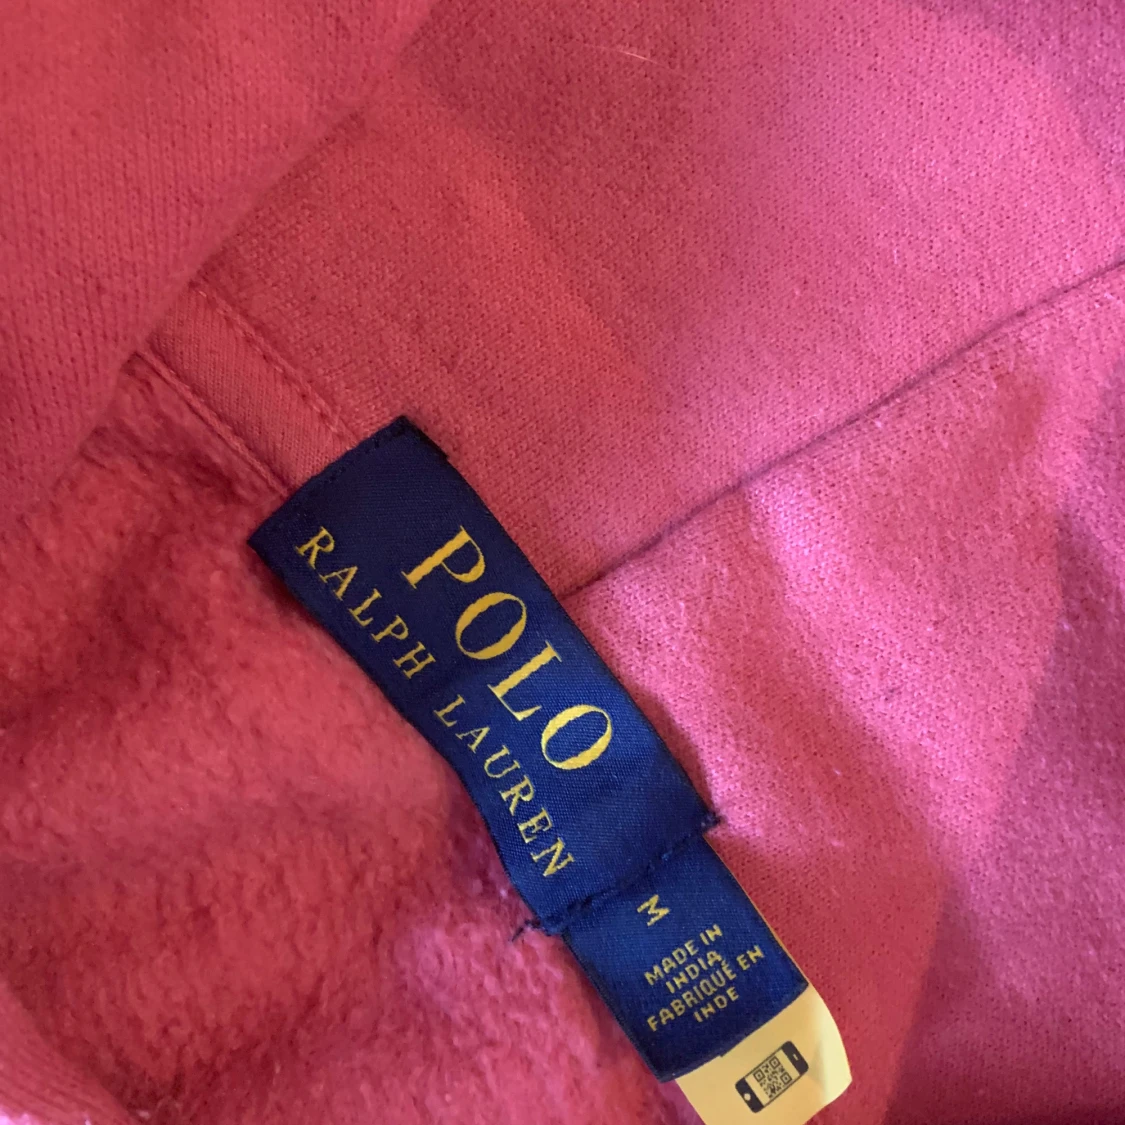 POLO
RALPH LAUREN
M
MADE IN
INDIA
FABRIQUÉ EN
INDE